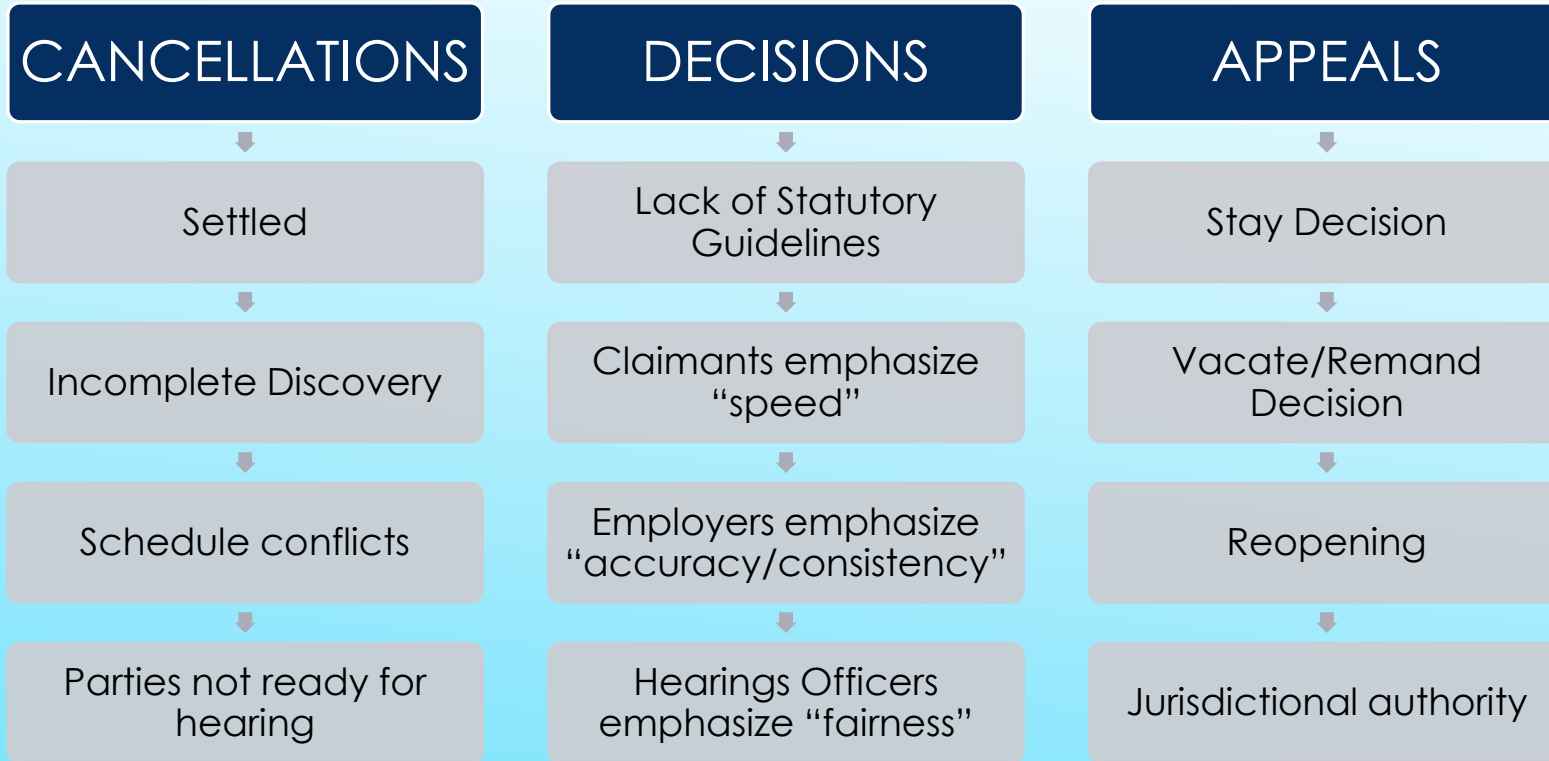 CANCELLATIONS
Settled
Incomplete Discovery
Schedule conflicts
Parties not ready for
hearing
DECISIONS
Lack of Statutory
Guidelines
Claimants emphasize
“speed”
Employers emphasize
“accuracy/consistency”
Hearings Officers
emphasize “fairness”
APPEALS
Stay Decision
Vacate/Remand
Decision
Reopening
Jurisdictional authority